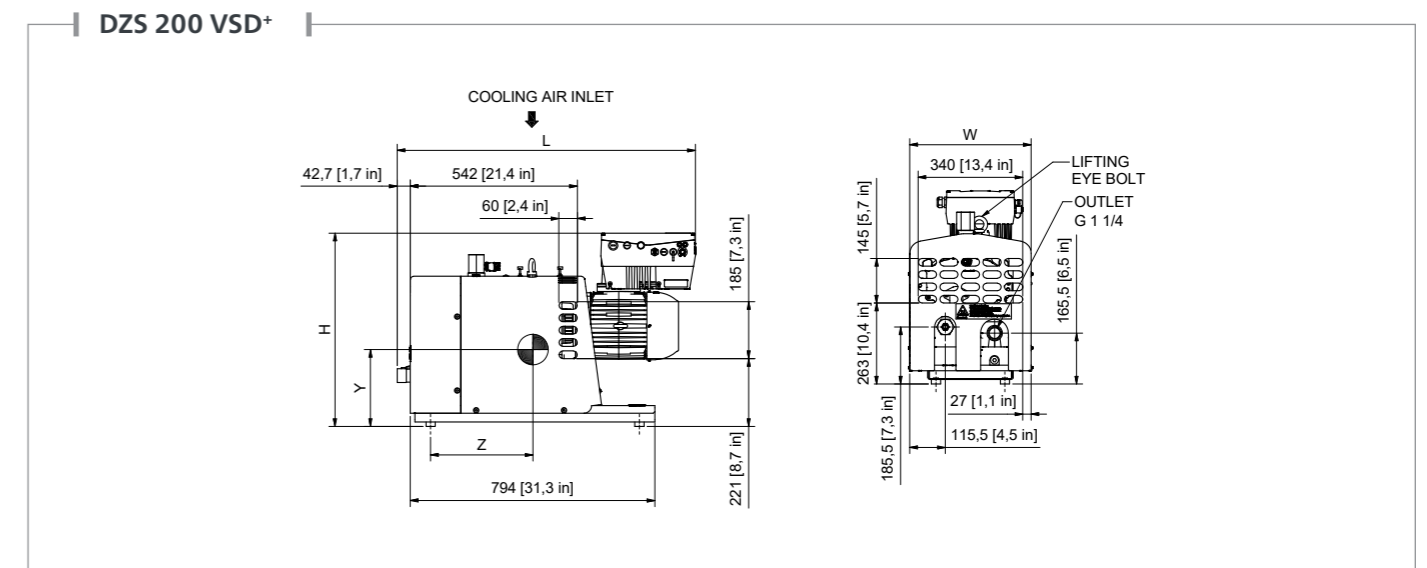 DZS 200 VSD+
COOLING AIR INLET
L
42,7 [1,7 in]
542 [21,4 in]
60 [2,4 in]
185 [7,3 in]
H
Y
Z
221 [8,7 in]
794 [31,3 in]
W
340 [13,4 in]
LIFTING
EYE BOLT
OUTLET
G 1 1/4
145 [5,7 in]
165,5 [6,5 in]
263 [10,4 in]
27 [1,1 in]
185,5 [7,3 in]
115,5 [4,5 in]